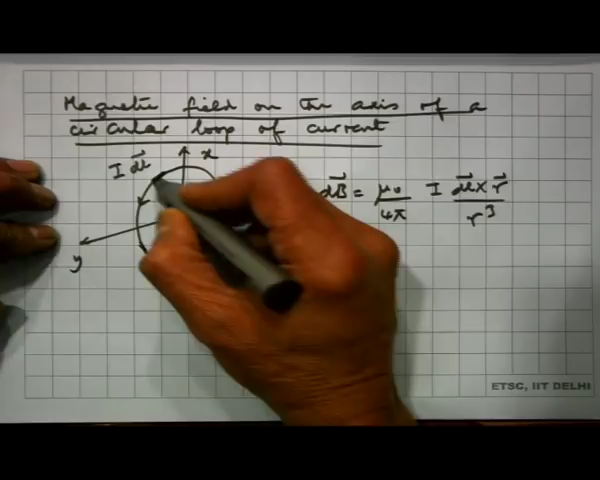 Magnetic field on the axis of a
circular loop of current
x
I d𝑙⃗
dB⃗ = μ₀/4π I d𝑙⃗ × r⃗ / r³
y
ETSC, IIT DELHI